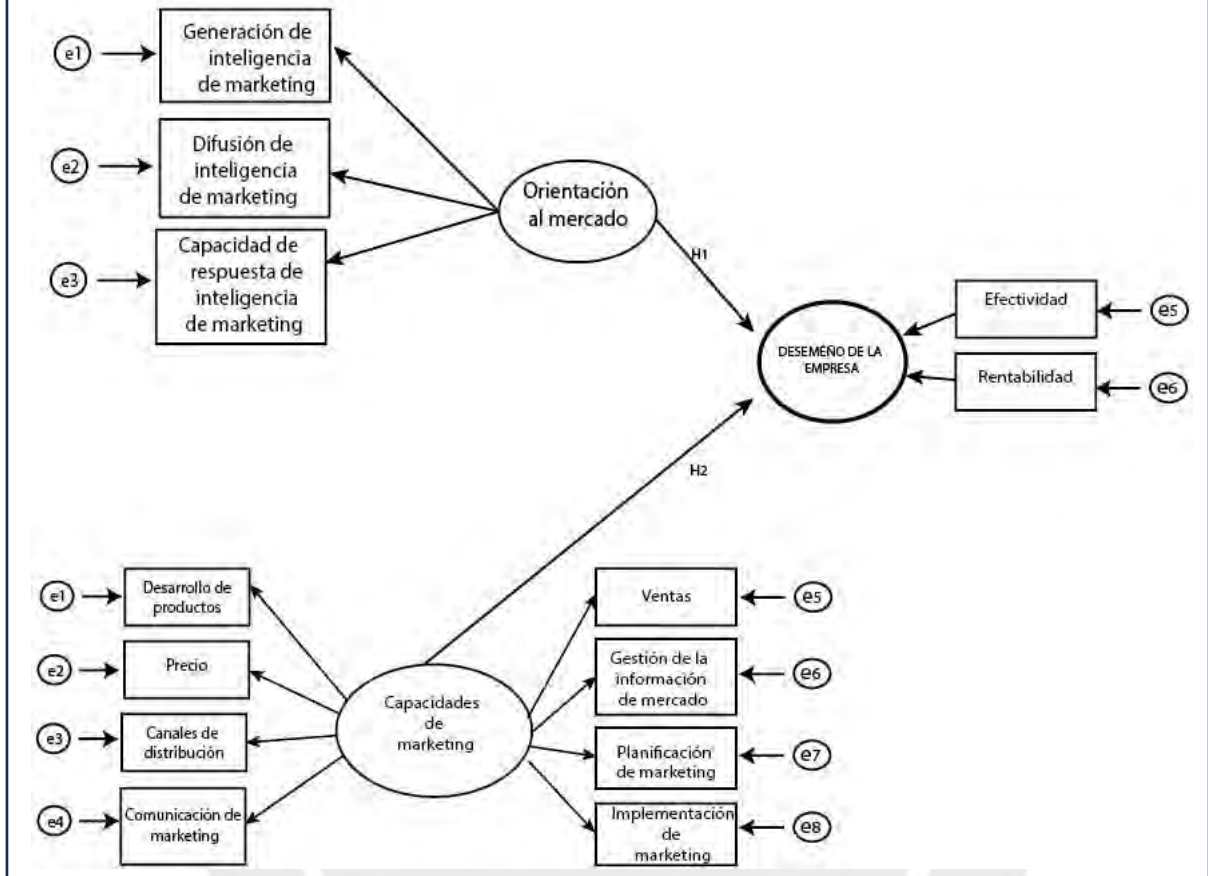 e1
Generación de
inteligencia
de marketing
e2
Difusión de
inteligencia
de marketing
e3
Capacidad de
respuesta de
inteligencia
de marketing
Orientación
al mercado
H1
DESEMEÑO DE LA
EMPRESA
Efectividad
e5
Rentabilidad
e6
H2
e1
Desarrollo de
productos
e2
Precio
e3
Canales de
distribución
e4
Comunicación de
marketing
Capacidades
de
marketing
Ventas
e5
Gestión de la
información
de mercado
e6
Planificación
de marketing
e7
Implementación
de
marketing
e8